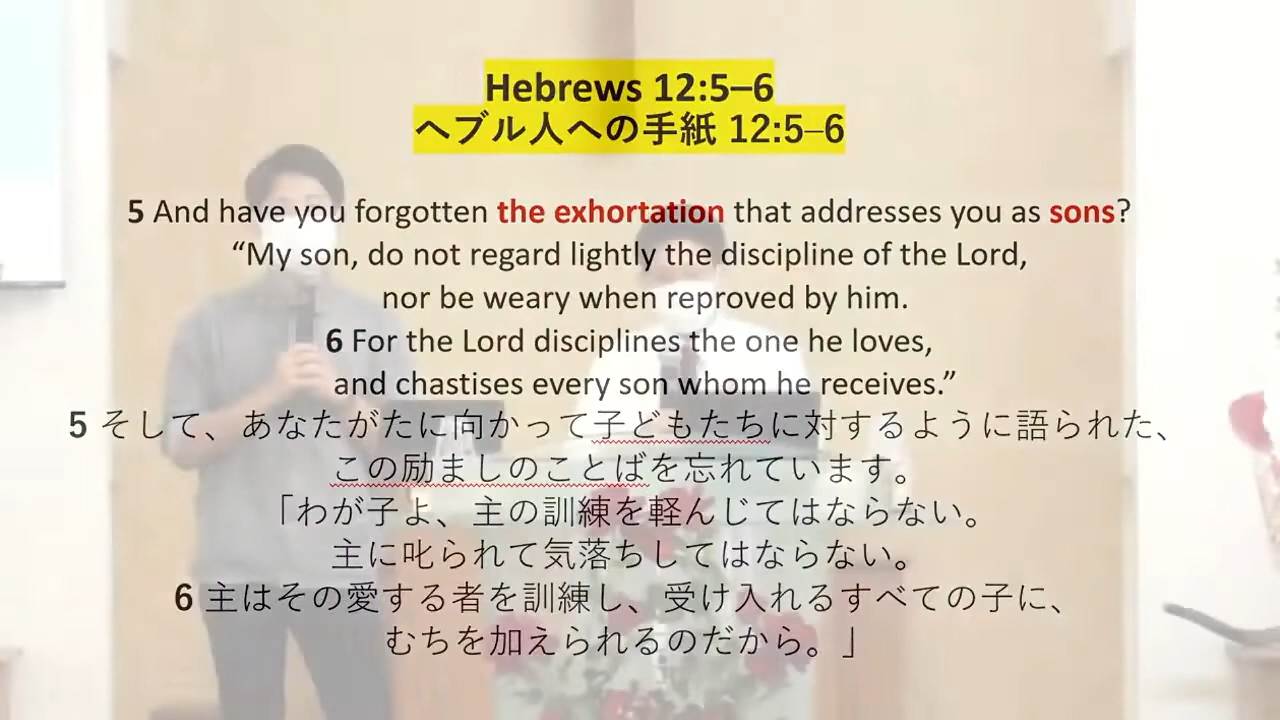 Hebrews 12:5–6
ヘブル人への手紙 12:5–6
5 And have you forgotten the exhortation that addresses you as sons?
“My son, do not regard lightly the discipline of the Lord,
nor be weary when reproved by him.
6 For the Lord disciplines the one he loves,
and chastises every son whom he receives.”
5 そして、あなたがたに向かって子どもたちに対するように語られた、
この励ましのことばを忘れています。
「わが子よ、主の訓練を軽んじてはならない。
主に叱られて気落ちしてはならない。
6 主はその愛する者を訓練し、受け入れるすべての子に、
むちを加えられるのだから。」